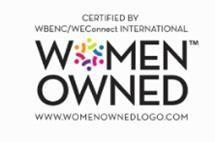 CERTIFIED BY
WBENC/WEConnect INTERNATIONAL
WOMEN™
OWNED
WWW.WOMENOWNEDLOGO.COM